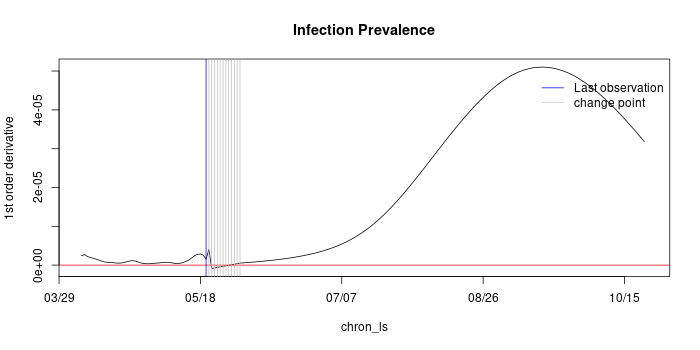 Infection Prevalence
1st order derivative
4e-05
2e-05
0e+00
Last observation
change point
03/29 05/18 07/07 08/26 10/15
chron_ls